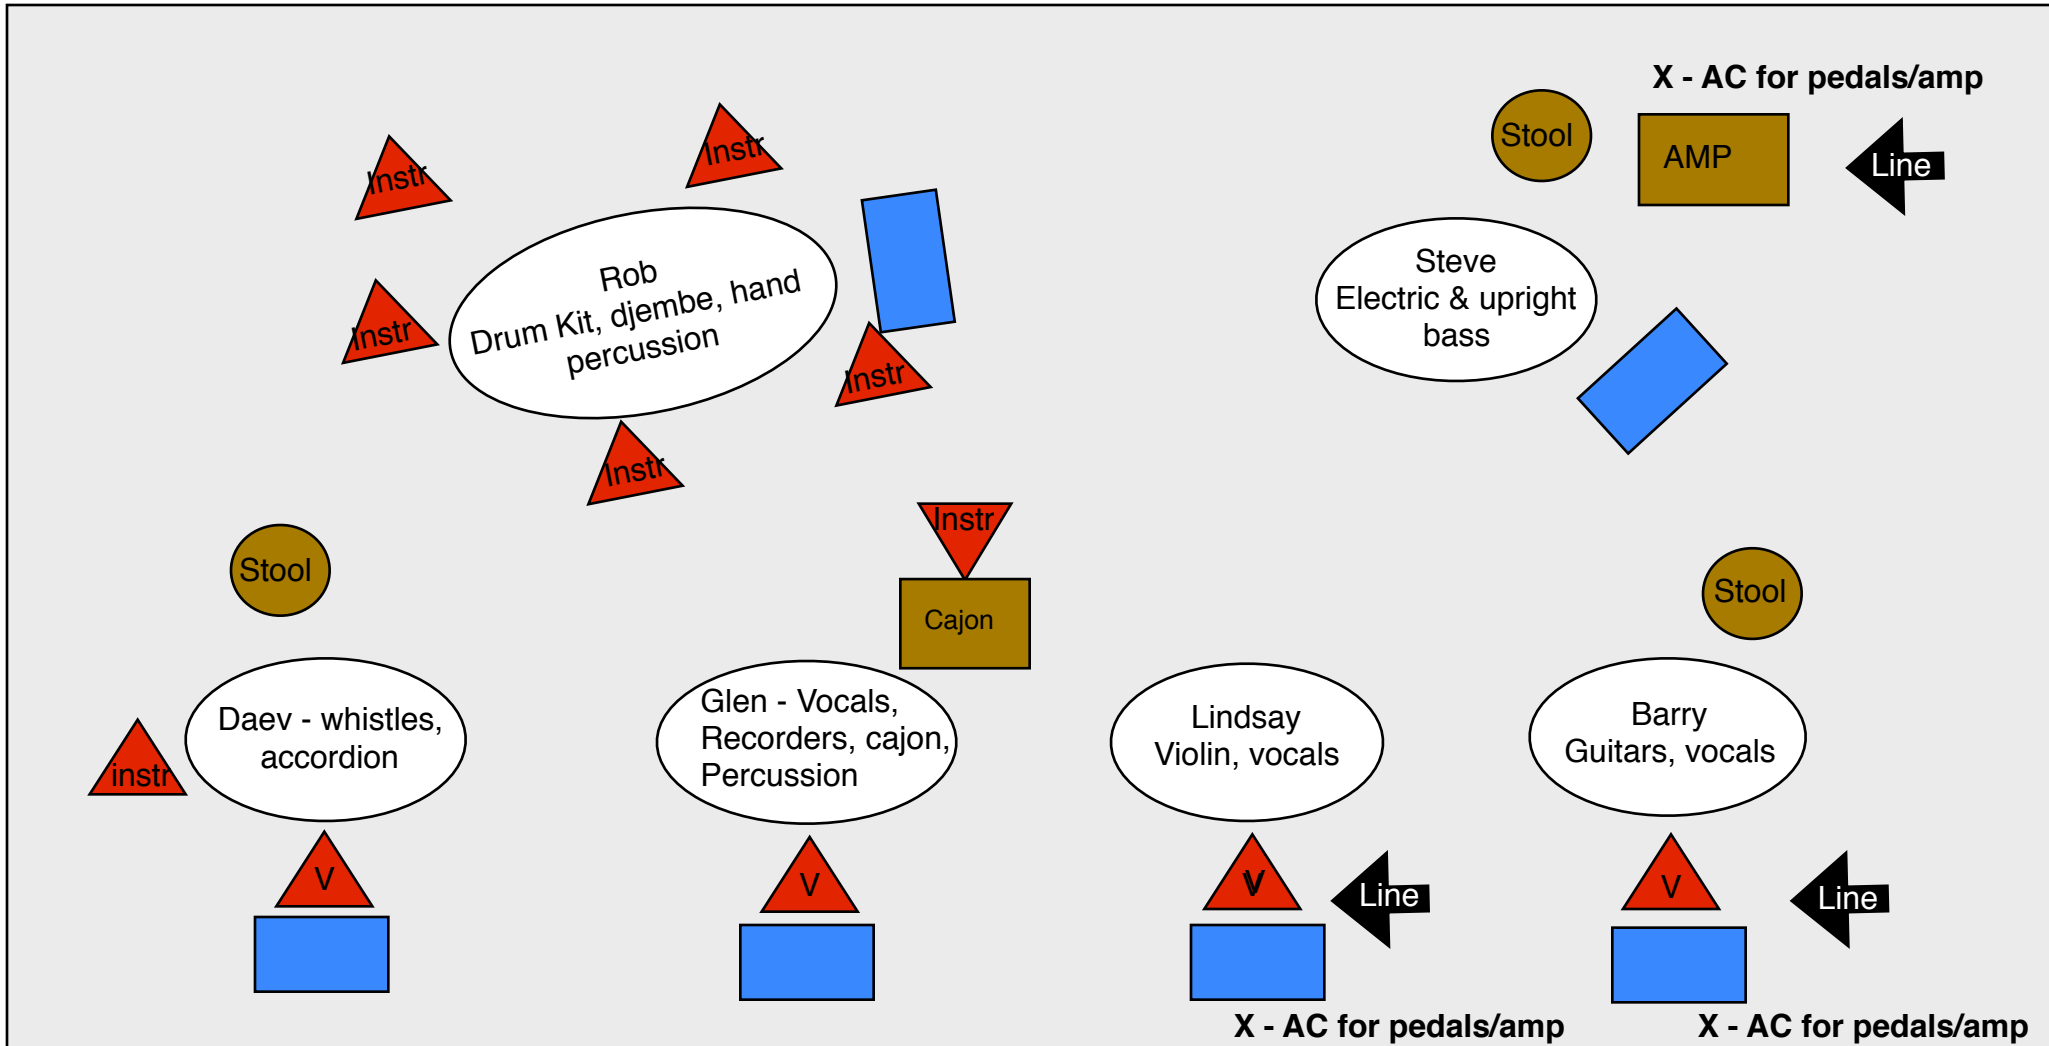 X - AC for pedals/amp
Stool
AMP
Line
Instr
Instr
Instr
Instr
Instr
Rob
Drum Kit, djembe, hand
percussion
Steve
Electric & upright
bass
Instr
Cajon
Stool
Stool
Daev - whistles,
accordion
instr
Glen - Vocals,
Recorders, cajon,
Percussion
Lindsay
Violin, vocals
Barry
Guitars, vocals
V
V
V
V
Line
Line
X - AC for pedals/amp
X - AC for pedals/amp